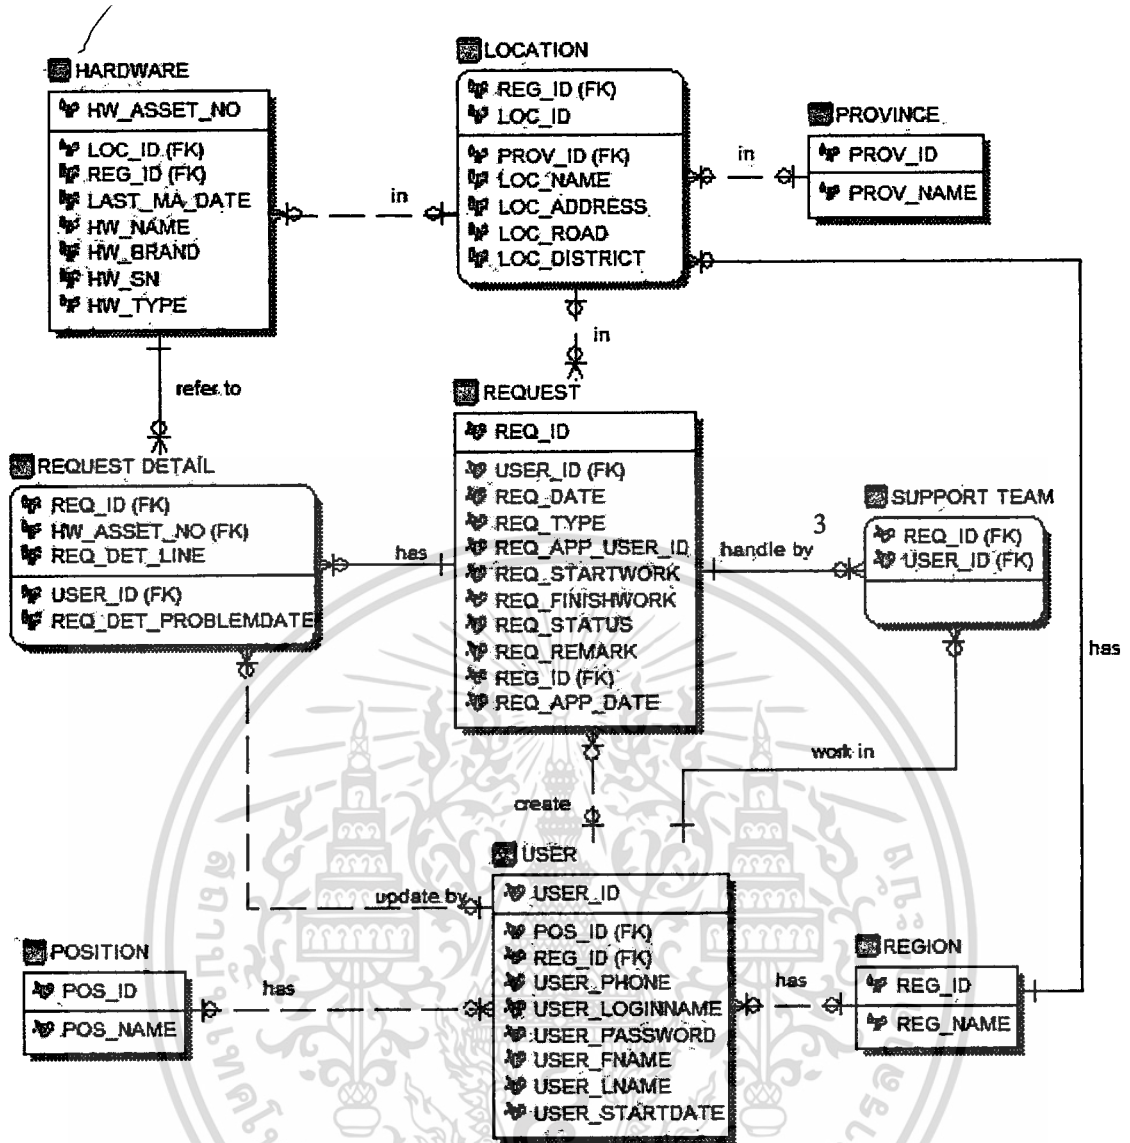 HARDWARE
HW_ASSET_NO
LOC_ID (FK)
REG_ID (FK)
LAST_MA_DATE
HW_NAME
HW_BRAND
HW_SN
HW_TYPE
LOCATION
REG_ID (FK)
LOC_ID
PROV_ID (FK)
LOC_NAME
LOC_ADDRESS
LOC_ROAD
LOC_DISTRICT
PROVINCE
PROV_ID
PROV_NAME
in
in
in
refer to
REQUEST DETAIL
REQ_ID (FK)
HW_ASSET_NO (FK)
REQ_DET_LINE
USER_ID (FK)
REQ_DET_PROBLEMDATE
has
REQUEST
REQ_ID
USER_ID (FK)
REQ_DATE
REQ_TYPE
REQ_APP_USER_ID
REQ_STARTWORK
REQ_FINISHWORK
REQ_STATUS
REQ_REMARK
REG_ID (FK)
REQ_APP_DATE
3
handle by
SUPPORT TEAM
REQ_ID (FK)
USER_ID (FK)
has
work in
create
update by
USER
USER_ID
POS_ID (FK)
REG_ID (FK)
USER_PHONE
USER_LOGINNAME
USER_PASSWORD
USER_FNAME
USER_LNAME
USER_STARTDATE
POSITION
POS_ID
POS_NAME
has
has
REGION
REG_ID
REG_NAME